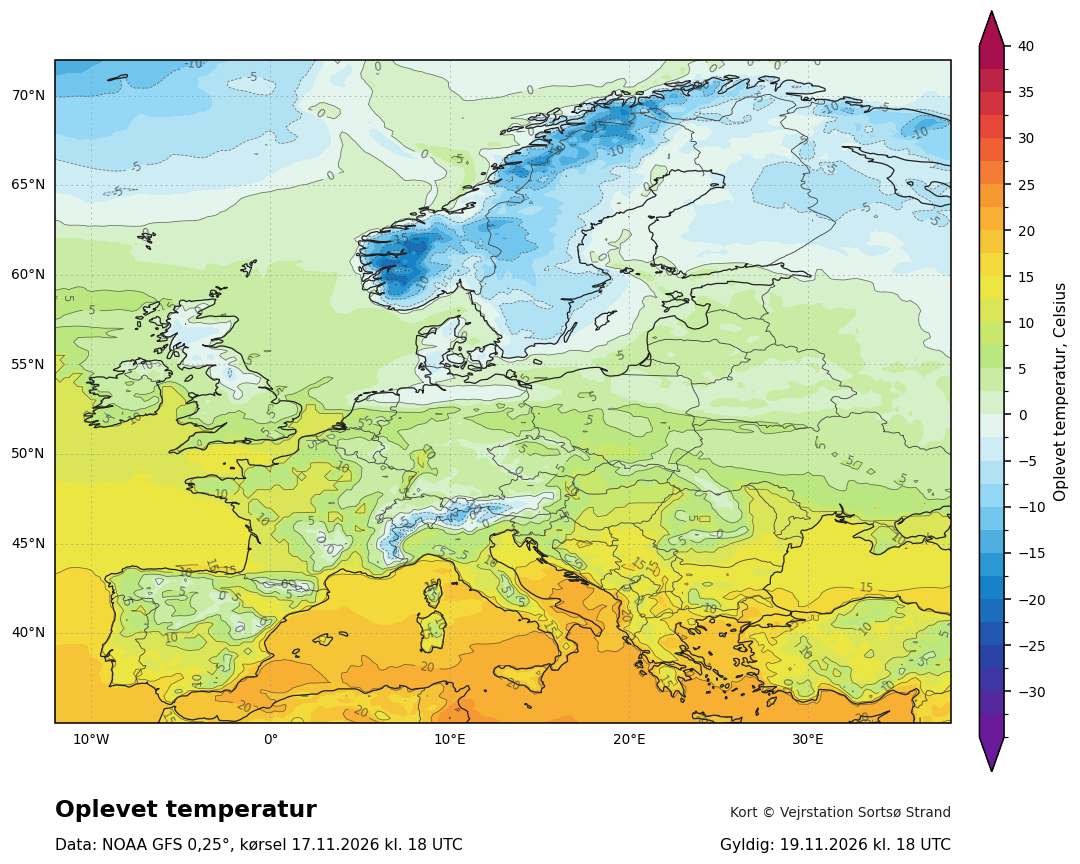 70°N
65°N
60°N
55°N
50°N
45°N
40°N
10°W
0°
10°E
20°E
30°E
40
35
30
25
20
15
10
5
0
−5
−10
−15
−20
−25
−30
Oplevet temperatur, Celsius
Oplevet temperatur
Kort © Vejrstation Sortsø Strand
Data: NOAA GFS 0,25°, kørsel 17.11.2026 kl. 18 UTC
Gyldig: 19.11.2026 kl. 18 UTC